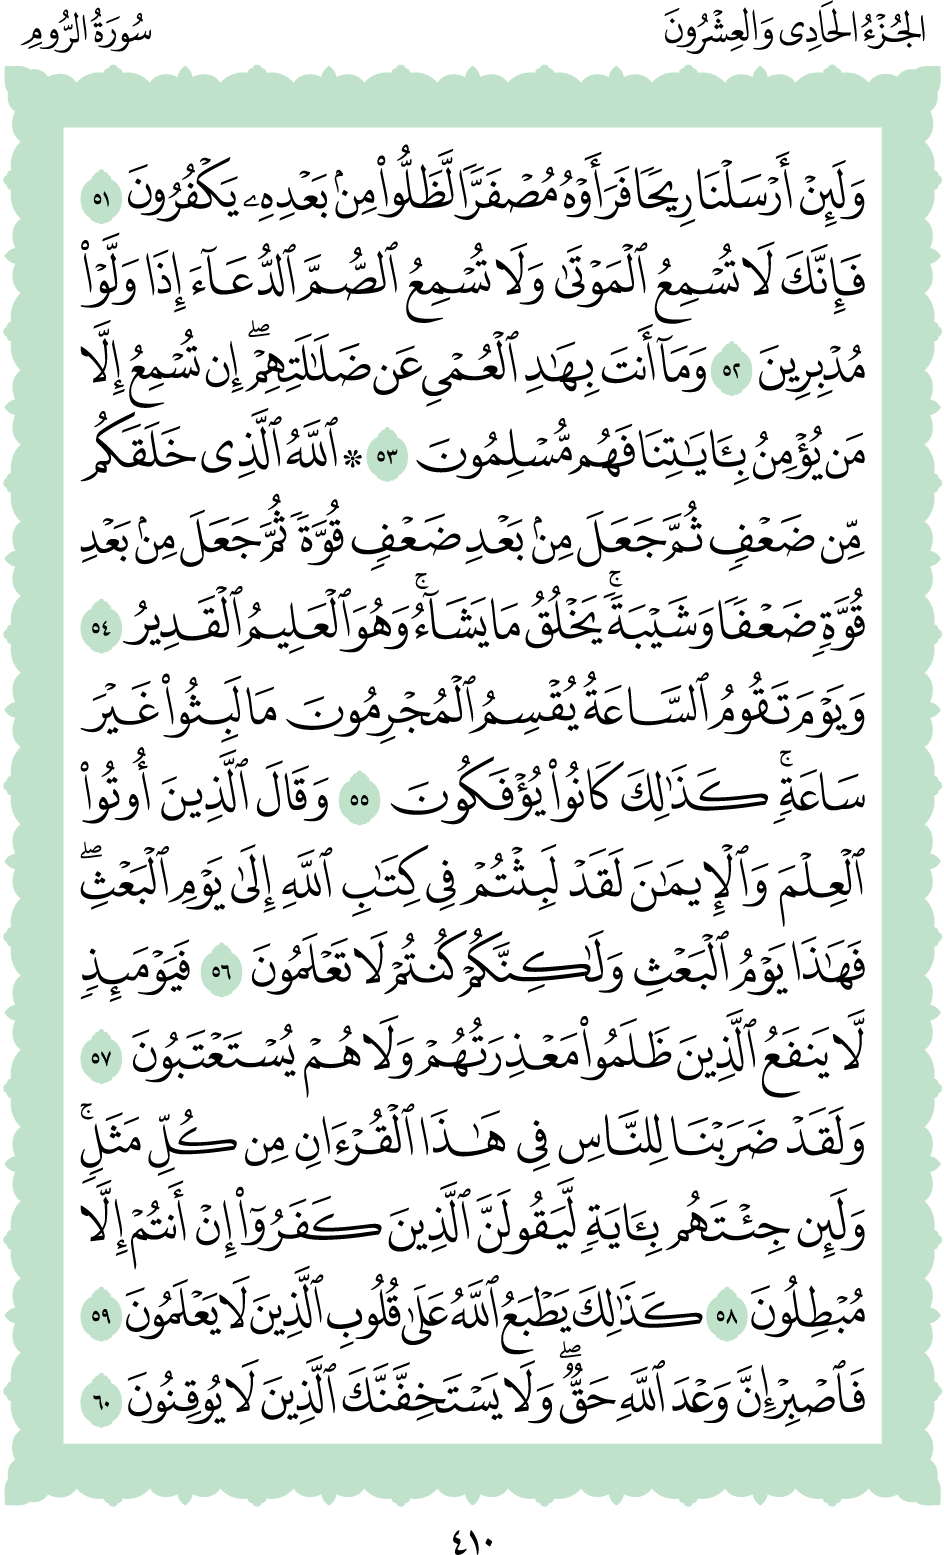 الجُزْءُ الحَادِى وَالعِشْرُونَ
سُورَةُ الرُّومِ
وَلَئِنۡ أَرۡسَلۡنَا رِيحٗا فَرَأَوۡهُ مُصۡفَرّٗا لَّظَلُّواْ مِنۢ بَعۡدِهِۦ يَكۡفُرُونَ ٥١
فَإِنَّكَ لَا تُسۡمِعُ ٱلۡمَوۡتَىٰ وَلَا تُسۡمِعُ ٱلصُّمَّ ٱلدُّعَآءَ إِذَا وَلَّوۡاْ
مُدۡبِرِينَ ٥٢ وَمَآ أَنتَ بِهَٰدِ ٱلۡعُمۡيِ عَن ضَلَٰلَتِهِمۡۖ إِن تُسۡمِعُ إِلَّا
مَن يُؤۡمِنُ بِـَٔايَٰتِنَا فَهُم مُّسۡلِمُونَ ٥٣ ۞ ٱللَّهُ ٱلَّذِى خَلَقَكُم
مِّن ضَعۡفٖ ثُمَّ جَعَلَ مِنۢ بَعۡدِ ضَعۡفٖ قُوَّةٗ ثُمَّ جَعَلَ مِنۢ بَعۡدِ
قُوَّةٖ ضَعۡفٗا وَشَيۡبَةٗۚ يَخۡلُقُ مَا يَشَآءُۚ وَهُوَ ٱلۡعَلِيمُ ٱلۡقَدِيرُ ٥٤
وَيَوۡمَ تَقُومُ ٱلسَّاعَةُ يُقۡسِمُ ٱلۡمُجۡرِمُونَ مَا لَبِثُواْ غَيۡرَ
سَاعَةٖۚ كَذَٰلِكَ كَانُواْ يُؤۡفَكُونَ ٥٥ وَقَالَ ٱلَّذِينَ أُوتُواْ
ٱلۡعِلۡمَ وَٱلۡإِيمَٰنَ لَقَدۡ لَبِثۡتُمۡ فِى كِتَٰبِ ٱللَّهِ إِلَىٰ يَوۡمِ ٱلۡبَعۡثِۖ
فَهَٰذَا يَوۡمُ ٱلۡبَعۡثِ وَلَٰكِنَّكُمۡ كُنتُمۡ لَا تَعۡلَمُونَ ٥٦ فَيَوۡمَئِذٖ
لَّا يَنفَعُ ٱلَّذِينَ ظَلَمُواْ مَعۡذِرَتُهُمۡ وَلَا هُمۡ يُسۡتَعۡتَبُونَ ٥٧
وَلَقَدۡ ضَرَبۡنَا لِلنَّاسِ فِى هَٰذَا ٱلۡقُرۡءَانِ مِن كُلِّ مَثَلٖۚ
وَلَئِن جِئۡتَهُم بِـَٔايَةٖ لَّيَقُولَنَّ ٱلَّذِينَ كَفَرُوٓاْ إِنۡ أَنتُمۡ إِلَّا
مُبۡطِلُونَ ٥٨ كَذَٰلِكَ يَطۡبَعُ ٱللَّهُ عَلَىٰ قُلُوبِ ٱلَّذِينَ لَا يَعۡلَمُونَ ٥٩
فَٱصۡبِرۡ إِنَّ وَعۡدَ ٱللَّهِ حَقّٞۖ وَلَا يَسۡتَخِفَّنَّكَ ٱلَّذِينَ لَا يُوقِنُونَ ٦٠
٤١٠